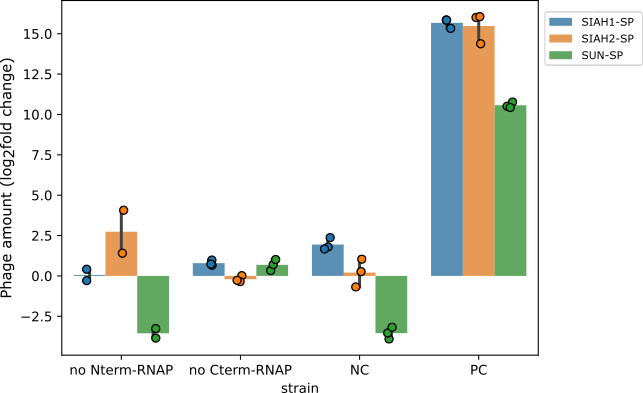 Phage amount (log2fold change)
15.0
12.5
10.0
7.5
5.0
2.5
0.0
−2.5
no Nterm-RNAP no Cterm-RNAP NC PC
strain
SIAH1-SP
SIAH2-SP
SUN-SP